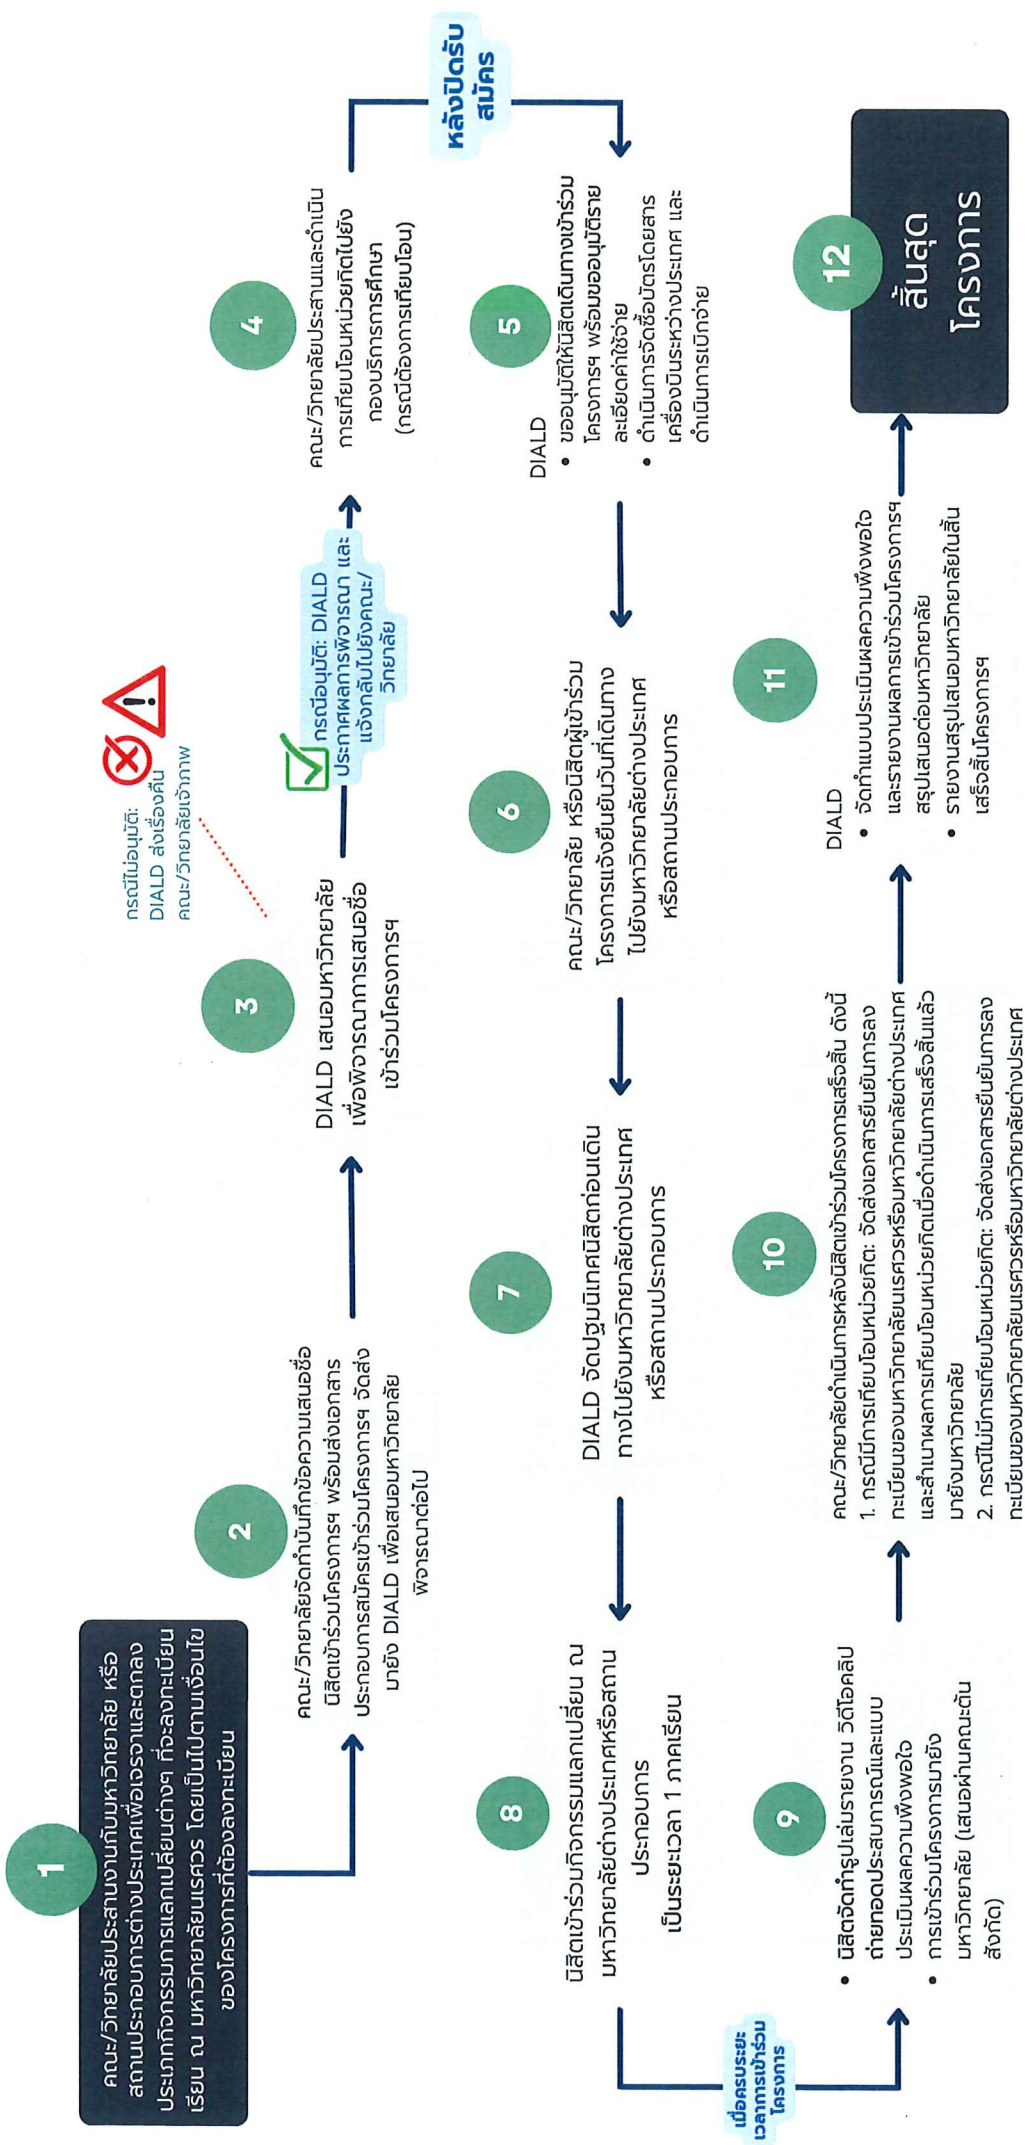 1
คณะ/วิทยาลัยประสานงานกับมหาวิทยาลัย หรือ
สถานประกอบการต่างประเทศเพื่อเจรจาและตกลง
ประเภทกิจกรรมการแลกเปลี่ยนต่างๆ ที่จะลงทะเบียน
เรียน ณ มหาวิทยาลัยนเรศวร โดยเป็นไปตามเงื่อนไข
ของโครงการที่ต้องลงทะเบียน
2
คณะ/วิทยาลัยจัดทำบันทึกข้อความเสนอชื่อ
นิสิตเข้าร่วมโครงการฯ พร้อมส่งเอกสาร
ประกอบการสมัครเข้าร่วมโครงการฯ จัดส่ง
มายัง DIALD เพื่อเสนอมหาวิทยาลัย
พิจารณาต่อไป
3
DIALD เสนอมหาวิทยาลัย
เพื่อพิจารณาการเสนอชื่อ
เข้าร่วมโครงการฯ
กรณีไม่อนุมัติ:
DIALD ส่งเรื่องคืน
คณะ/วิทยาลัยเจ้าภาพ
กรณีอนุมัติ: DIALD
ประกาศผลการพิจารณา และ
แจ้งกลับไปยังคณะ/
วิทยาลัย
4
คณะ/วิทยาลัยประสานและดำเนิน
การเทียบโอนหน่วยกิตไปยัง
กองบริการการศึกษา
(กรณีต้องการเทียบโอน)
หลังปิดรับ
สมัคร
5
DIALD
• ขออนุมัติให้นิสิตเดินทางเข้าร่วม
โครงการฯ พร้อมขออนุมัติราย
ละเอียดค่าใช้จ่าย
• ดำเนินการจัดซื้อบัตรโดยสาร
เครื่องบินระหว่างประเทศ และ
ดำเนินการเบิกจ่าย
6
คณะ/วิทยาลัย หรือนิสิตผู้เข้าร่วม
โครงการแจ้งยืนยันวันที่เดินทาง
ไปยังมหาวิทยาลัยต่างประเทศ
หรือสถานประกอบการ
7
DIALD จัดปฐมนิเทศนิสิตก่อนเดิน
ทางไปยังมหาวิทยาลัยต่างประเทศ
หรือสถานประกอบการ
8
นิสิตเข้าร่วมกิจกรรมแลกเปลี่ยน ณ
มหาวิทยาลัยต่างประเทศหรือสถาน
ประกอบการ
เป็นระยะเวลา 1 ภาคเรียน
เมื่อครบระยะ
เวลาการเข้าร่วม
โครงการ
9
• นิสิตจัดทำรูปเล่มรายงาน วิดีโอคลิป
ถ่ายทอดประสบการณ์และแบบ
ประเมินผลความพึงพอใจ
• การเข้าร่วมโครงการมายัง
มหาวิทยาลัย (เสนอผ่านคณะต้น
สังกัด)
10
คณะ/วิทยาลัยดำเนินการหลังนิสิตเข้าร่วมโครงการเสร็จสิ้น ดังนี้
1. กรณีมีการเทียบโอนหน่วยกิต: จัดส่งเอกสารยืนยันการลง
ทะเบียนของมหาวิทยาลัยนเรศวรหรือมหาวิทยาลัยต่างประเทศ
และสำเนาผลการเทียบโอนหน่วยกิตเมื่อดำเนินการเสร็จสิ้นแล้ว
มายังมหาวิทยาลัย
2. กรณีไม่มีการเทียบโอนหน่วยกิต: จัดส่งเอกสารยืนยันการลง
ทะเบียนของมหาวิทยาลัยนเรศวรหรือมหาวิทยาลัยต่างประเทศ
11
DIALD
• จัดทำแบบประเมินผลความพึงพอใจ
และรายงานผลการเข้าร่วมโครงการฯ
สรุปเสนอต่อมหาวิทยาลัย
• รายงานสรุปเสนอมหาวิทยาลัยในสิ้น
เสร็จสิ้นโครงการฯ
12
สิ้นสุด
โครงการ